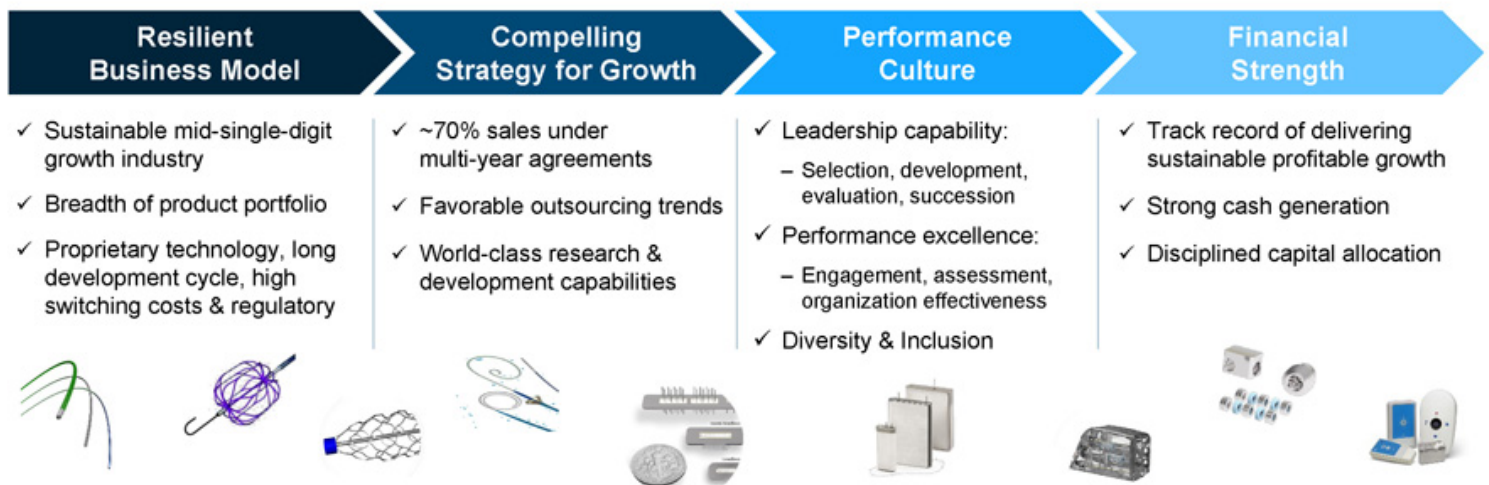 Resilient
Business Model
Compelling
Strategy for Growth
Performance
Culture
Financial
Strength
✓ Sustainable mid-single-digit
growth industry
✓ Breadth of product portfolio
✓ Proprietary technology, long
development cycle, high
switching costs & regulatory
✓ ~70% sales under
multi-year agreements
✓ Favorable outsourcing trends
✓ World-class research &
development capabilities
✓ Leadership capability:
– Selection, development,
evaluation, succession
✓ Performance excellence:
– Engagement, assessment,
organization effectiveness
✓ Diversity & Inclusion
✓ Track record of delivering
sustainable profitable growth
✓ Strong cash generation
✓ Disciplined capital allocation